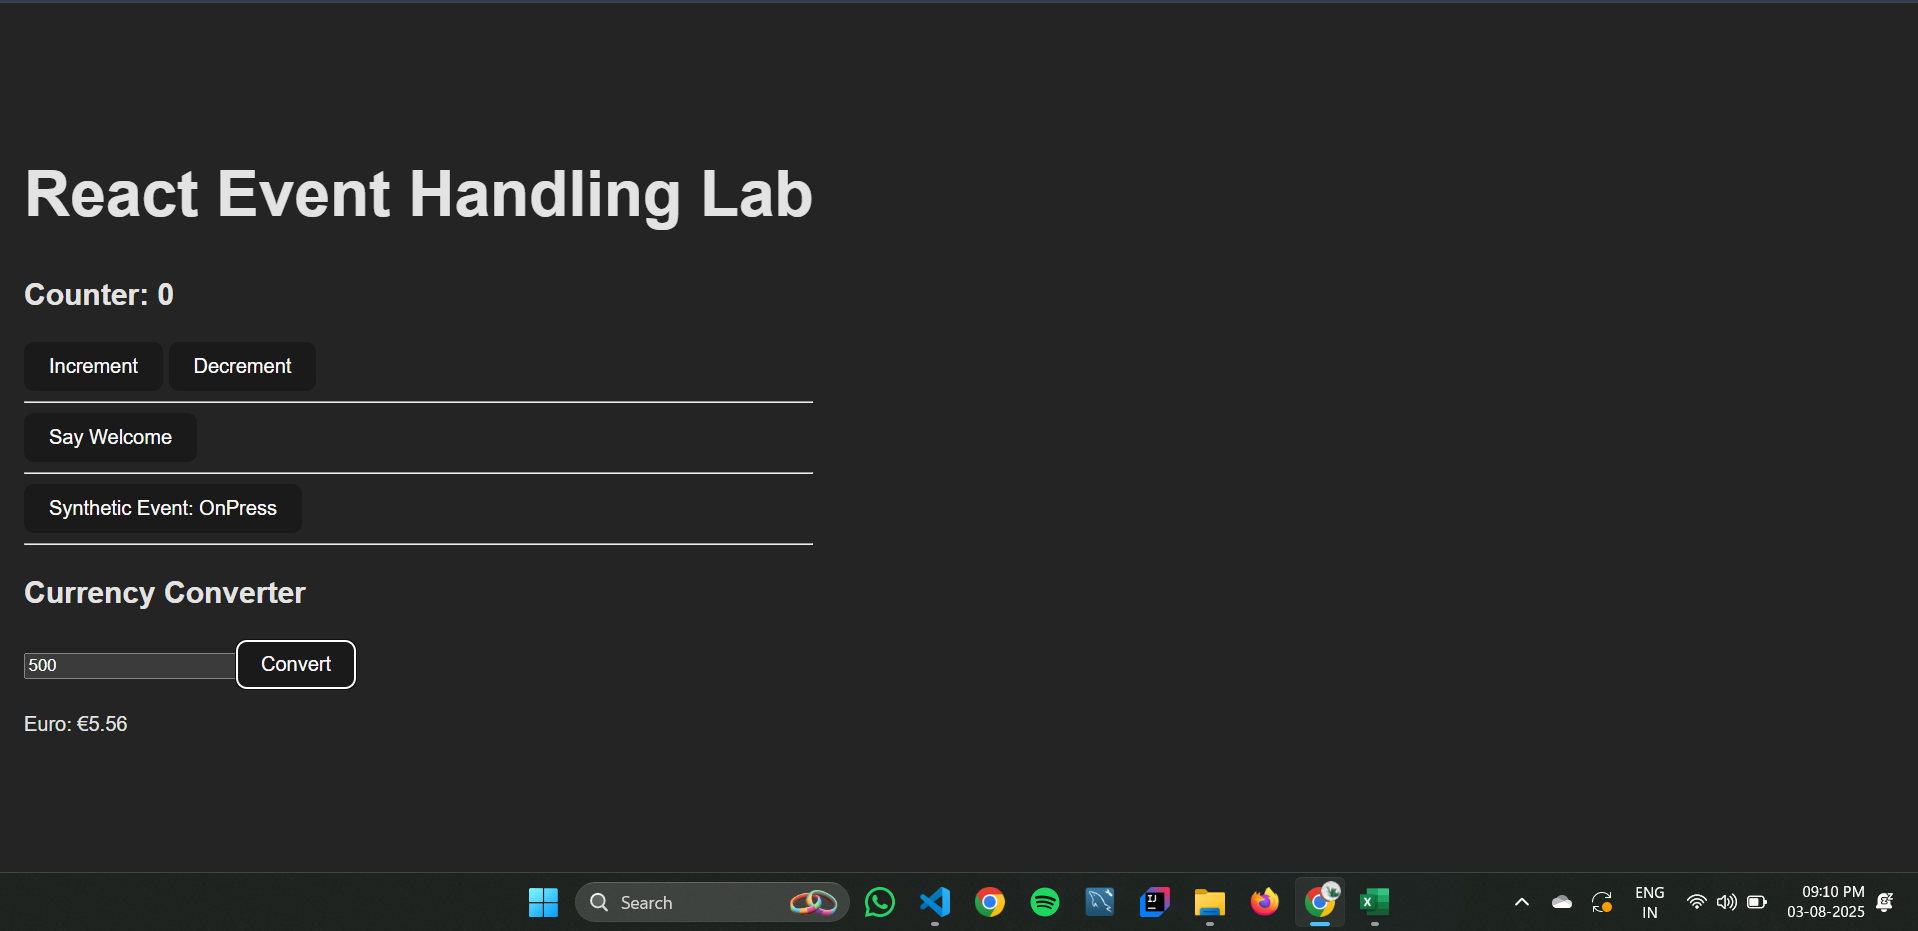 React Event Handling Lab
Counter: 0
Increment Decrement
Say Welcome
Synthetic Event: OnPress
Currency Converter
500 Convert
Euro: €5.56
Search
ENG
IN
09:10 PM
03-08-2025